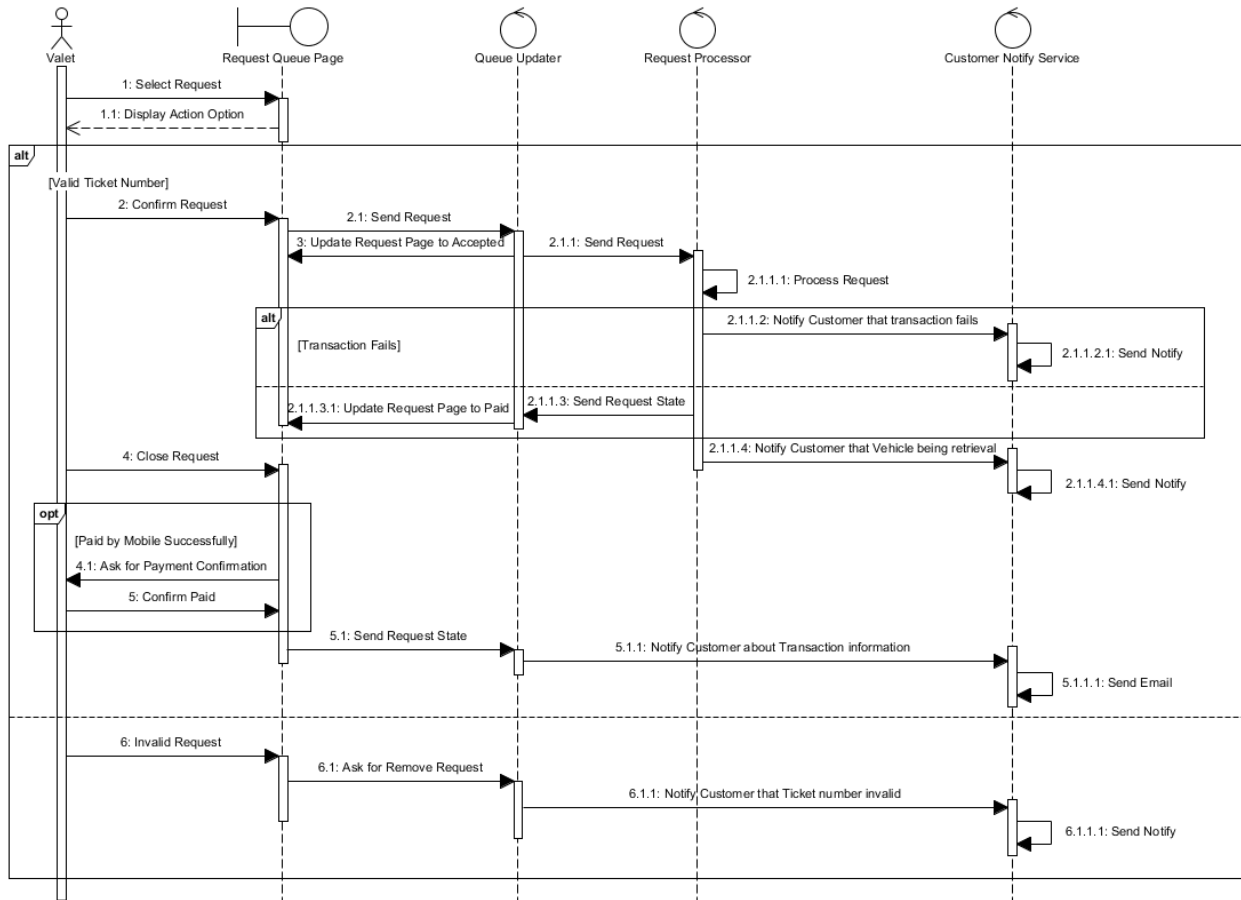 Valet
Request Queue Page
Queue Updater
Request Processor
Customer Notify Service
1: Select Request
1.1: Display Action Option
alt
[Valid Ticket Number]
2: Confirm Request
2.1: Send Request
3: Update Request Page to Accepted
2.1.1: Send Request
2.1.1.1: Process Request
alt
[Transaction Fails]
2.1.1.2: Notify Customer that transaction fails
2.1.1.2.1: Send Notify
2.1.1.3: Send Request State
2.1.1.3.1: Update Request Page to Paid
2.1.1.4: Notify Customer that Vehicle being retrieval
2.1.1.4.1: Send Notify
4: Close Request
opt
[Paid by Mobile Successfully]
4.1: Ask for Payment Confirmation
5: Confirm Paid
5.1: Send Request State
5.1.1: Notify Customer about Transaction information
5.1.1.1: Send Email
6: Invalid Request
6.1: Ask for Remove Request
6.1.1: Notify Customer that Ticket number invalid
6.1.1.1: Send Notify